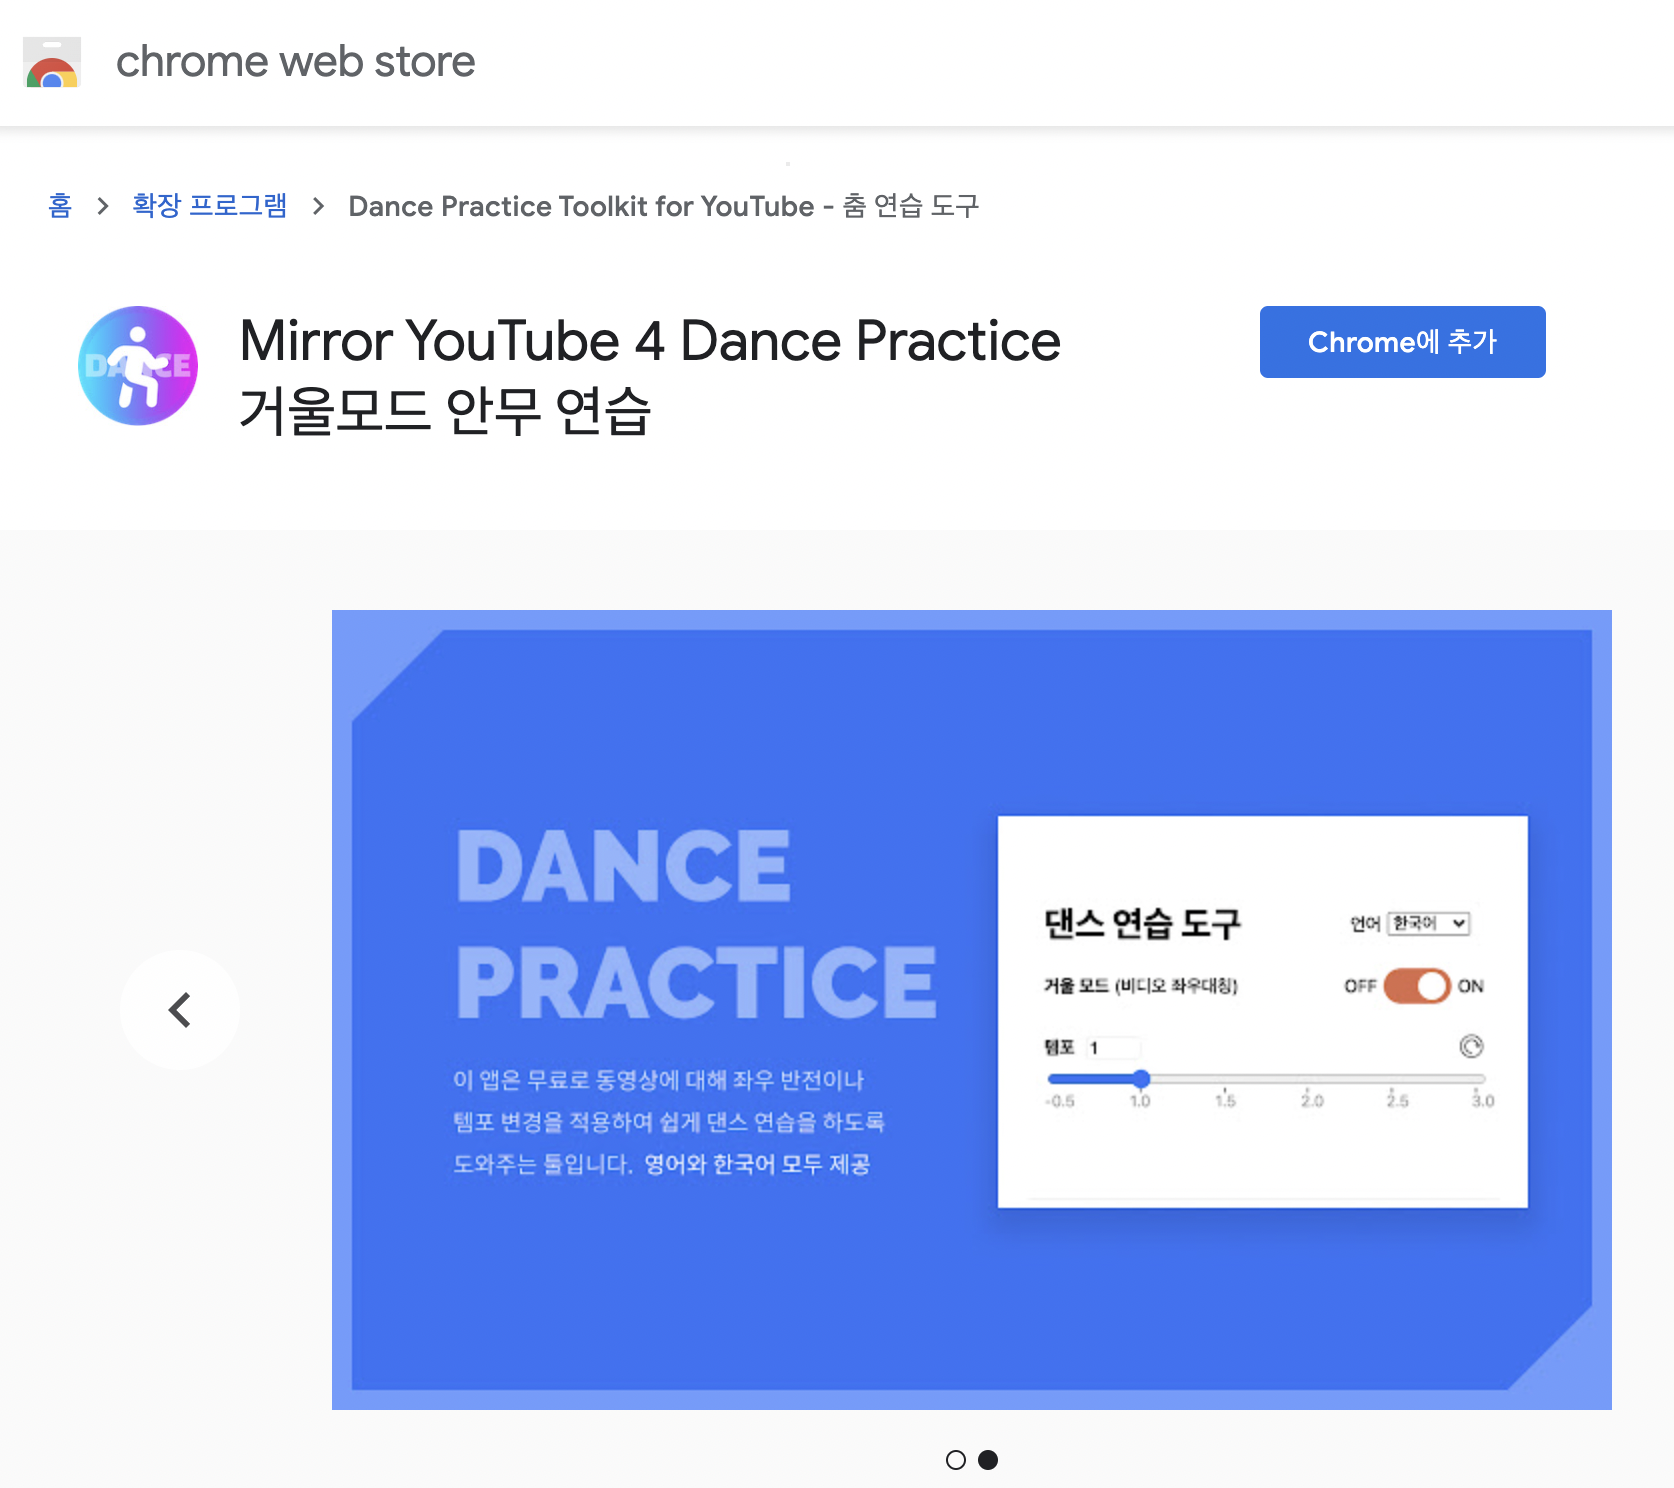 chrome web store
홈 > 확장 프로그램 > Dance Practice Toolkit for YouTube - 춤 연습 도구
DANCE
Mirror YouTube 4 Dance Practice
거울모드 안무 연습
Chrome에 추가
DANCE
PRACTICE
이 앱은 무료로 동영상에 대해 좌우 반전이나
템포 변경을 적용하여 쉽게 댄스 연습을 하도록
도와주는 툴입니다. 영어와 한국어 모두 제공
댄스 연습 도구
언어 한국어
거울 모드 (비디오 좌우대칭)
OFF ON
템포 1
-0.5 1.0 1.5 2.0 2.5 3.0